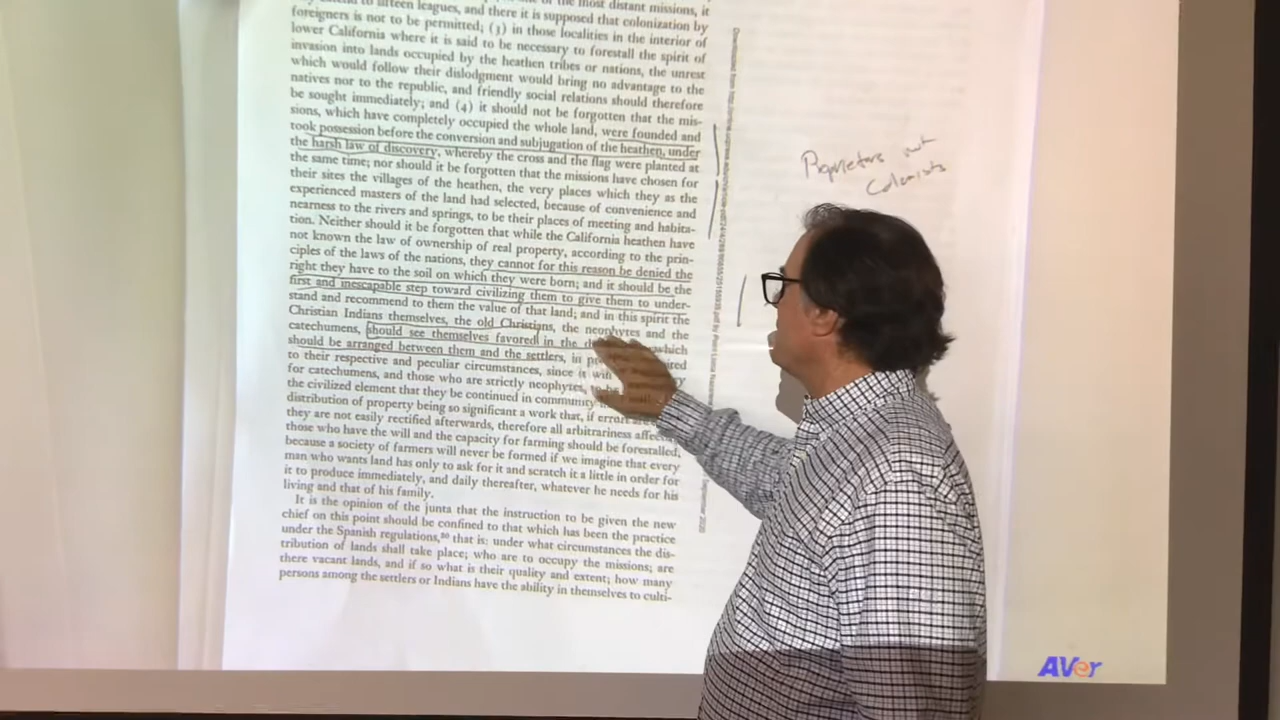 fifteen leagues, and there it is supposed that colonization by
foreigners is not to be permitted; (3) in those localities in the interior of
lower California where it is said to be necessary to forestall the spirit of
invasion into lands occupied by the heathen tribes or nations, the unrest
which would follow their dislodgment would bring no advantage to the
natives nor to the republic, and friendly social relations should therefore
be sought immediately; and (4) it should not be forgotten that the mis-
sions, which have completely occupied the whole land, were founded and
took possession before the conversion and subjugation of the heathen, under
the harsh law of discovery, whereby the cross and the flag were planted at
the same time; nor should it be forgotten that the missions have chosen for
their sites the villages of the heathen, the very places which they as the
experienced masters of the land had selected, because of convenience and
nearness to the rivers and springs, to be their places of meeting and habita-
tion. Neither should it be forgotten that while the California heathen have
not known the law of ownership of real property, according to the prin-
ciples of the laws of the nations, they cannot for this reason be denied the
right they have to the soil on which they were born; and it should be the
first and inescapable step toward civilizing them to give them to under-
stand and recommend to them the value of that land; and in this spirit the
Christian Indians themselves, the old Christians, the neophytes and the
catechumens, should see themselves favored in the which
should be arranged between them and the settlers, in
to their respective and peculiar circumstances, since it
for catechumens, and those who are strictly neophytes,
the civilized element that they be continued in community
distribution of property being so significant a work that, if
they are not easily rectified afterwards, therefore all arbitrariness
those who have the will and the capacity for farming should be forestalled,
because a society of farmers will never be formed if we imagine that every
man who wants land has only to ask for it and scratch it a little in order for
it to produce immediately, and daily thereafter, whatever he needs for his
living and that of his family.
It is the opinion of the junta that the instruction to be given the new
chief on this point should be confined to that which has been the practice
under the Spanish regulations,²⁰ that is: under what circumstances the dis-
tribution of lands shall take place; who are to occupy the missions; are
there vacant lands, and if so what is their quality and extent; how many
persons among the settlers or Indians have the ability in themselves to culti-
Proprietors not
Colonists
AVer